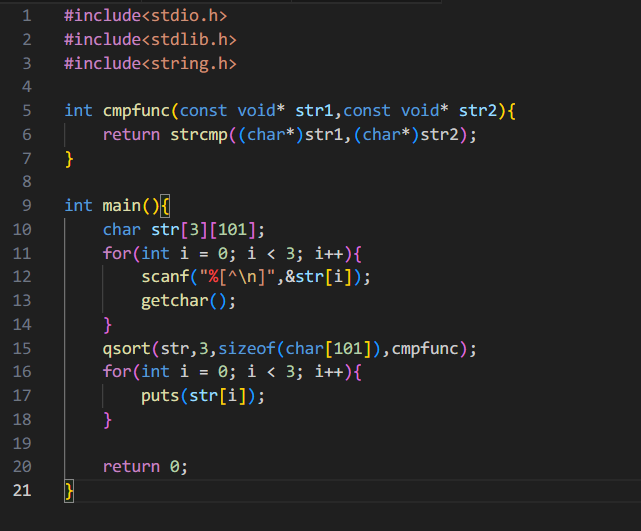 1 #include<stdio.h>
2 #include<stdlib.h>
3 #include<string.h>
4
5 int cmpfunc(const void* str1,const void* str2){
6     return strcmp((char*)str1,(char*)str2);
7 }
8
9 int main(){
10     char str[3][101];
11     for(int i = 0; i < 3; i++){
12         scanf("%[^\n]",&str[i]);
13         getchar();
14     }
15     qsort(str,3,sizeof(char[101]),cmpfunc);
16     for(int i = 0; i < 3; i++){
17         puts(str[i]);
18     }
19
20     return 0;
21 }